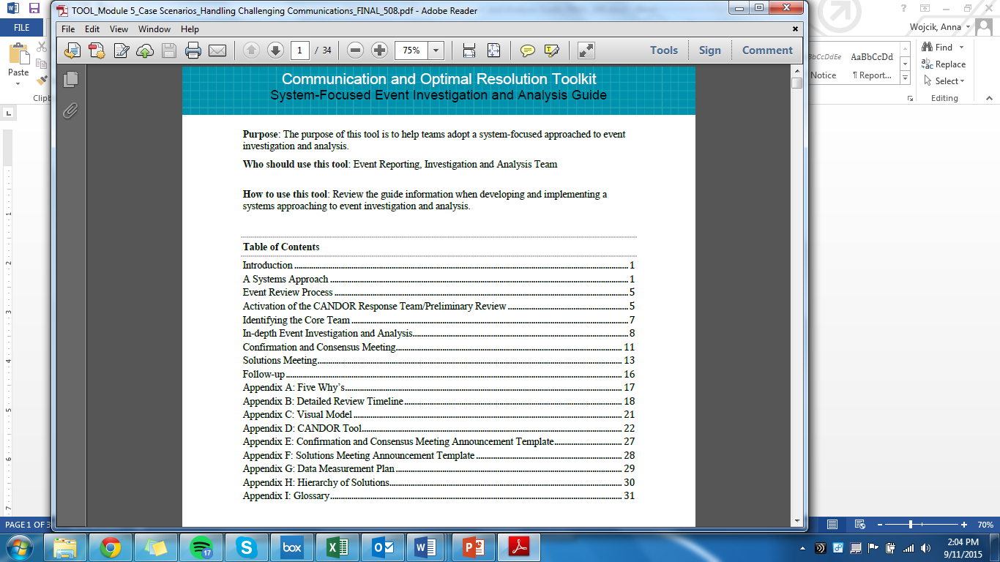 TOOL_Module 5_Case Scenarios_Handling Challenging Communications_FINAL_508.pdf - Adobe Reader
File Edit View Window Help
1 / 34 75% Tools Sign Comment
FILE
Paste
Clipb
Wojcik, Anna
AaBbCcDd
Notice ¶ Report...
Find
Replace
Select
Editing
Communication and Optimal Resolution Toolkit
System-Focused Event Investigation and Analysis Guide
Purpose: The purpose of this tool is to help teams adopt a system-focused approached to event
investigation and analysis.
Who should use this tool: Event Reporting, Investigation and Analysis Team
How to use this tool: Review the guide information when developing and implementing a
systems approaching to event investigation and analysis.
Table of Contents
Introduction 1
A Systems Approach 1
Event Review Process 5
Activation of the CANDOR Response Team/Preliminary Review 5
Identifying the Core Team 7
In-depth Event Investigation and Analysis 8
Confirmation and Consensus Meeting 11
Solutions Meeting 13
Follow-up 16
Appendix A: Five Why's 17
Appendix B: Detailed Review Timeline 18
Appendix C: Visual Model 21
Appendix D: CANDOR Tool 22
Appendix E: Confirmation and Consensus Meeting Announcement Template 27
Appendix F: Solutions Meeting Announcement Template 28
Appendix G: Data Measurement Plan 29
Appendix H: Hierarchy of Solutions 30
Appendix I: Glossary 31
1
2
3
4
5
6
7
PAGE 1 OF 3
70%
17
box
2:04 PM
9/11/2015